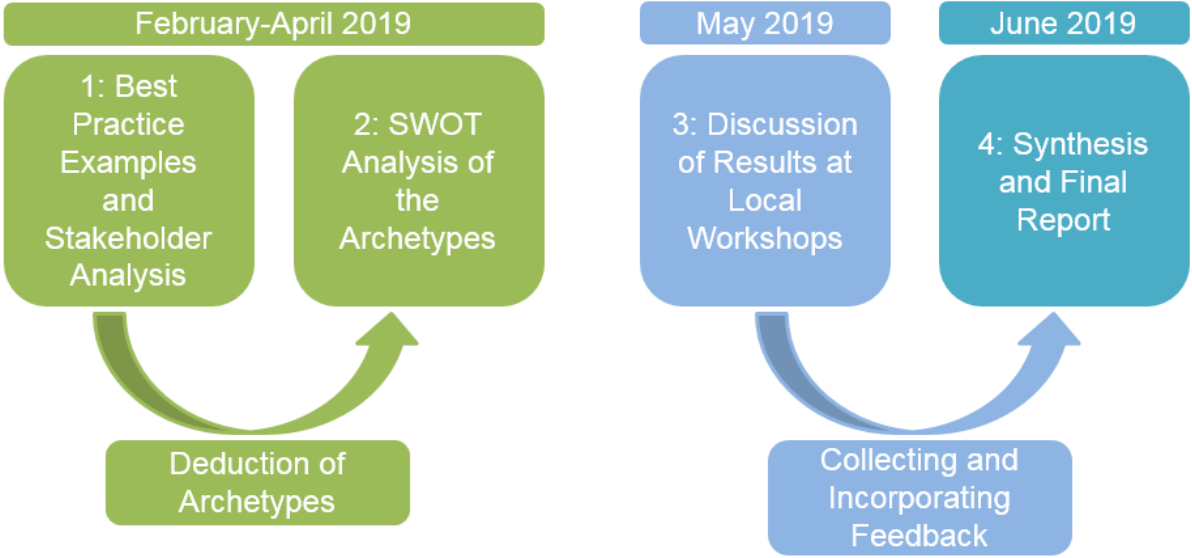 February-April 2019
1: Best
Practice
Examples
and
Stakeholder
Analysis
2: SWOT
Analysis of
the
Archetypes
Deduction of
Archetypes
May 2019
3: Discussion
of Results at
Local
Workshops
June 2019
4: Synthesis
and Final
Report
Collecting and
Incorporating
Feedback